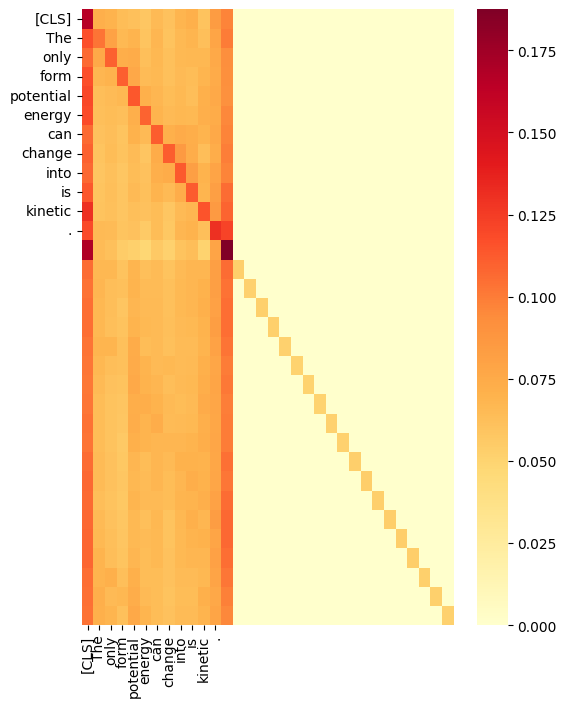 [CLS]
The
only
form
potential
energy
can
change
into
is
kinetic
.
[CLS]
The
only
form
potential
energy
can
change
into
is
kinetic
.
0.175
0.150
0.125
0.100
0.075
0.050
0.025
0.000